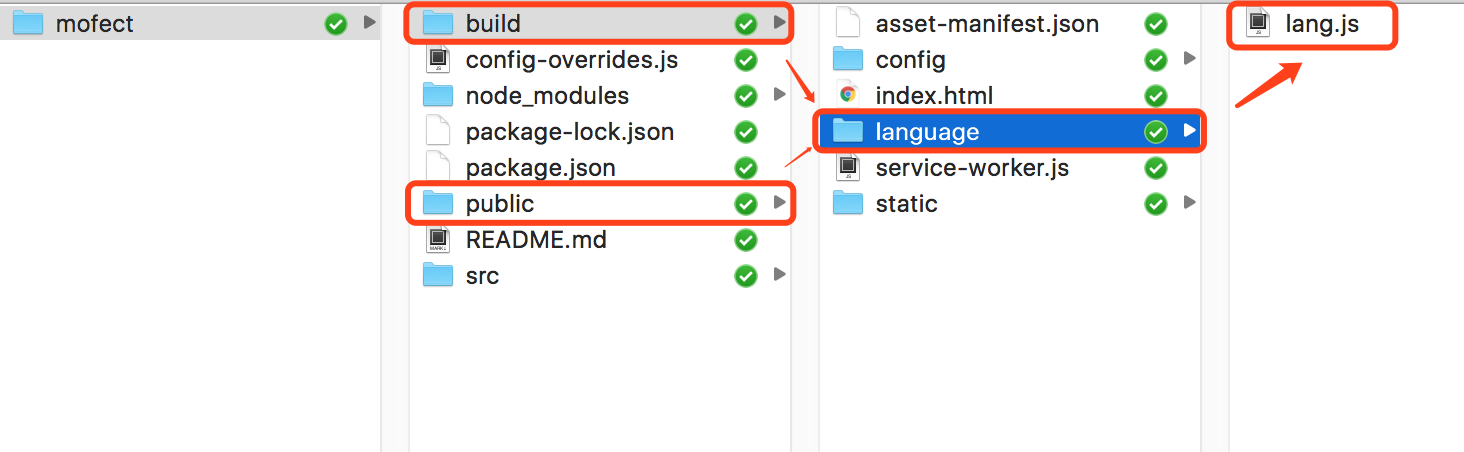 mofect
build
config-overrides.js
node_modules
package-lock.json
package.json
public
README.md
src
asset-manifest.json
config
index.html
language
service-worker.js
static
lang.js